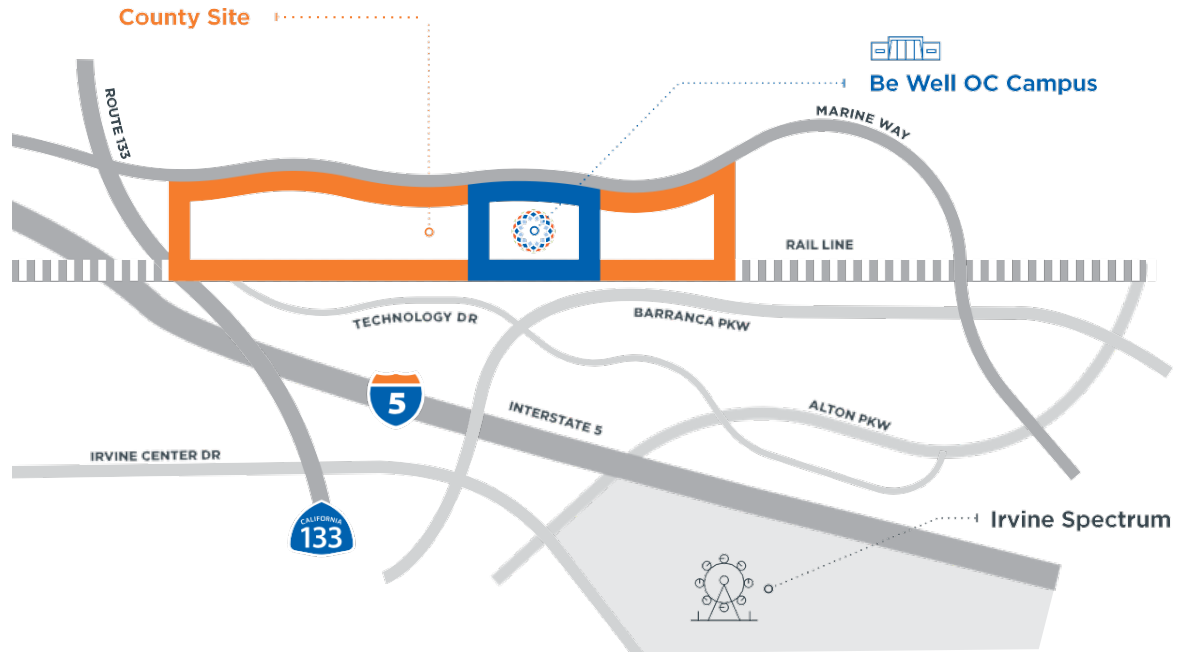 County Site
Be Well OC Campus
ROUTE 133
MARINE WAY
RAIL LINE
TECHNOLOGY DR
BARRANCA PKW
5
INTERSTATE 5
ALTON PKW
IRVINE CENTER DR
CALIFORNIA
133
Irvine Spectrum